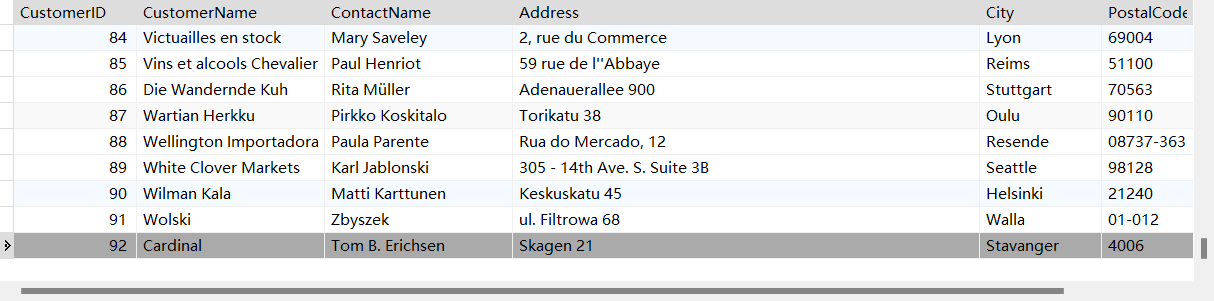 CustomerID CustomerName ContactName Address City PostalCode
84 Victuailles en stock Mary Saveley 2, rue du Commerce Lyon 69004
85 Vins et alcools Chevalier Paul Henriot 59 rue de l''Abbaye Reims 51100
86 Die Wandernde Kuh Rita Müller Adenauerallee 900 Stuttgart 70563
87 Wartian Herkku Pirkko Koskitalo Torikatu 38 Oulu 90110
88 Wellington Importadora Paula Parente Rua do Mercado, 12 Resende 08737-363
89 White Clover Markets Karl Jablonski 305 - 14th Ave. S. Suite 3B Seattle 98128
90 Wilman Kala Matti Karttunen Keskuskatu 45 Helsinki 21240
91 Wolski Zbyszek ul. Filtrowa 68 Walla 01-012
92 Cardinal Tom B. Erichsen Skagen 21 Stavanger 4006